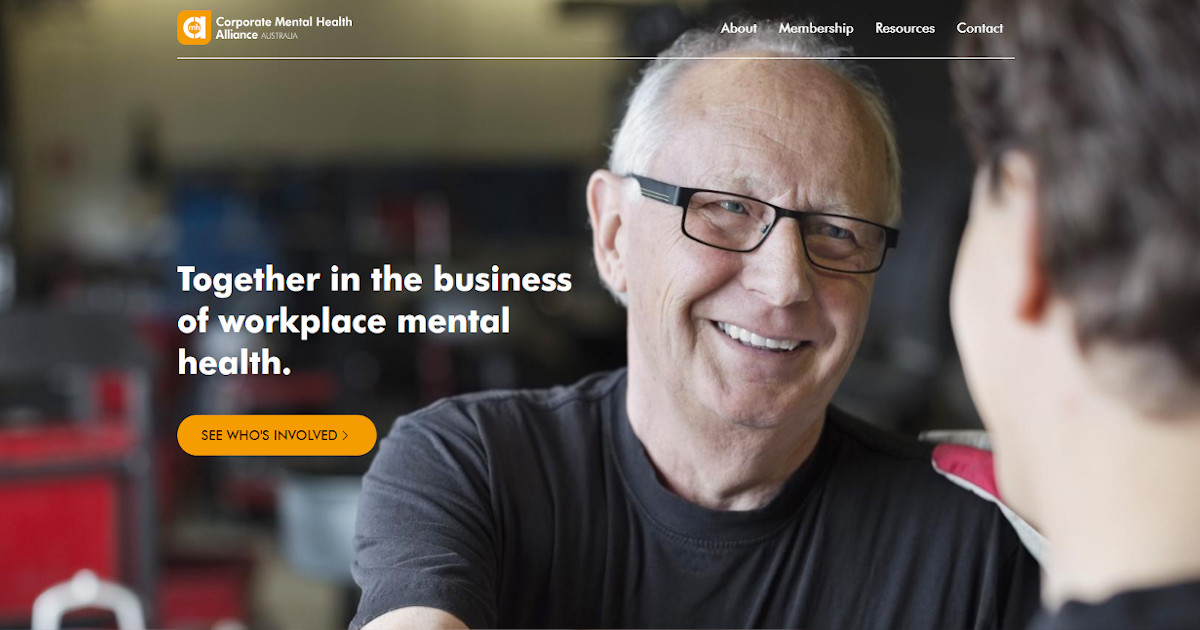 Corporate Mental Health
Alliance AUSTRALIA
About Membership Resources Contact
Together in the business
of workplace mental
health.
SEE WHO'S INVOLVED >